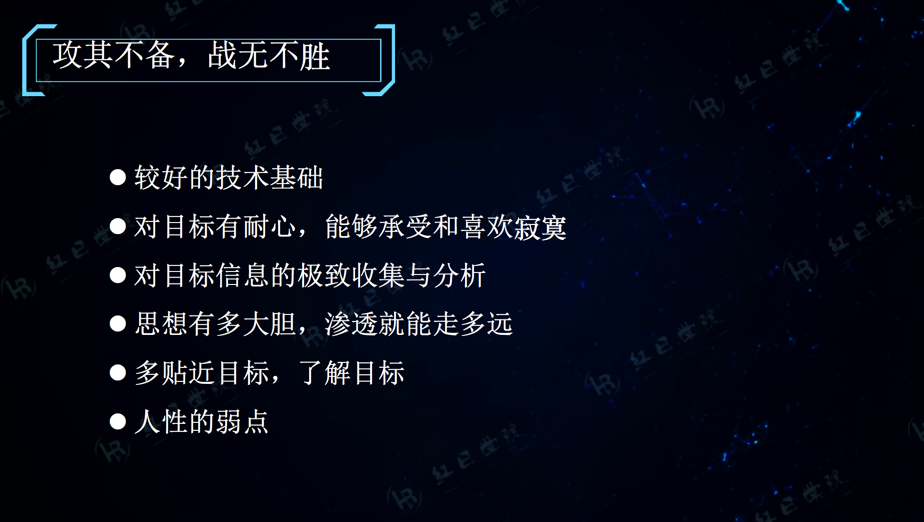 攻其不备，战无不胜
较好的技术基础
对目标有耐心，能够承受和喜欢寂寞
对目标信息的极致收集与分析
思想有多大胆，渗透就能走多远
多贴近目标，了解目标
人性的弱点